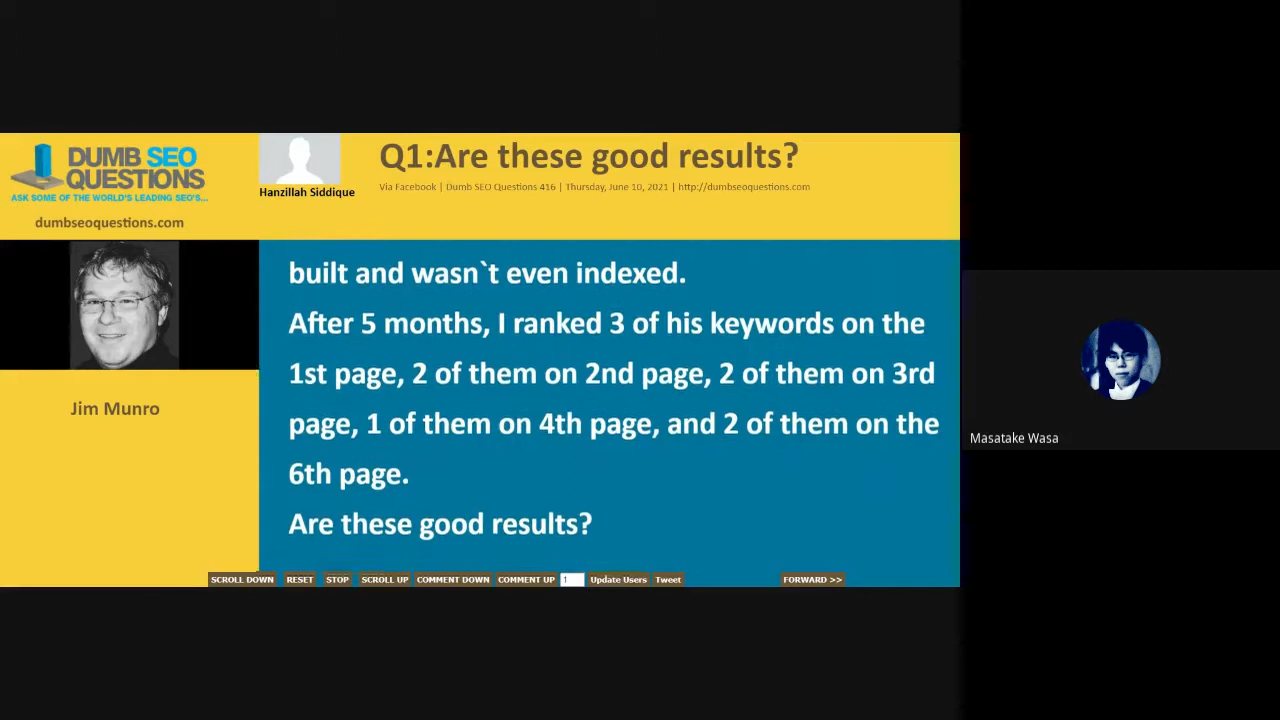 DUMB SEO
QUESTIONS
ASK SOME OF THE WORLD'S LEADING SEO'S...
dumbseoquestions.com
Hanzillah Siddique
Q1:Are these good results?
Via Facebook | Dumb SEO Questions 416 | Thursday, June 10, 2021 | http://dumbseoquestions.com
Jim Munro
built and wasn`t even indexed.
After 5 months, I ranked 3 of his keywords on the
1st page, 2 of them on 2nd page, 2 of them on 3rd
page, 1 of them on 4th page, and 2 of them on the
6th page.
Are these good results?
SCROLL DOWN RESET STOP SCROLL UP COMMENT DOWN COMMENT UP 1 Update Users Tweet FORWARD >>
Masatake Wasa